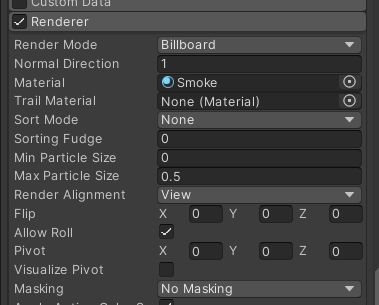 Custom Data
Renderer
Render Mode Billboard
Normal Direction 1
Material Smoke
Trail Material None (Material)
Sort Mode None
Sorting Fudge 0
Min Particle Size 0
Max Particle Size 0.5
Render Alignment View
Flip X 0 Y 0 Z 0
Allow Roll
Pivot X 0 Y 0 Z 0
Visualize Pivot
Masking No Masking